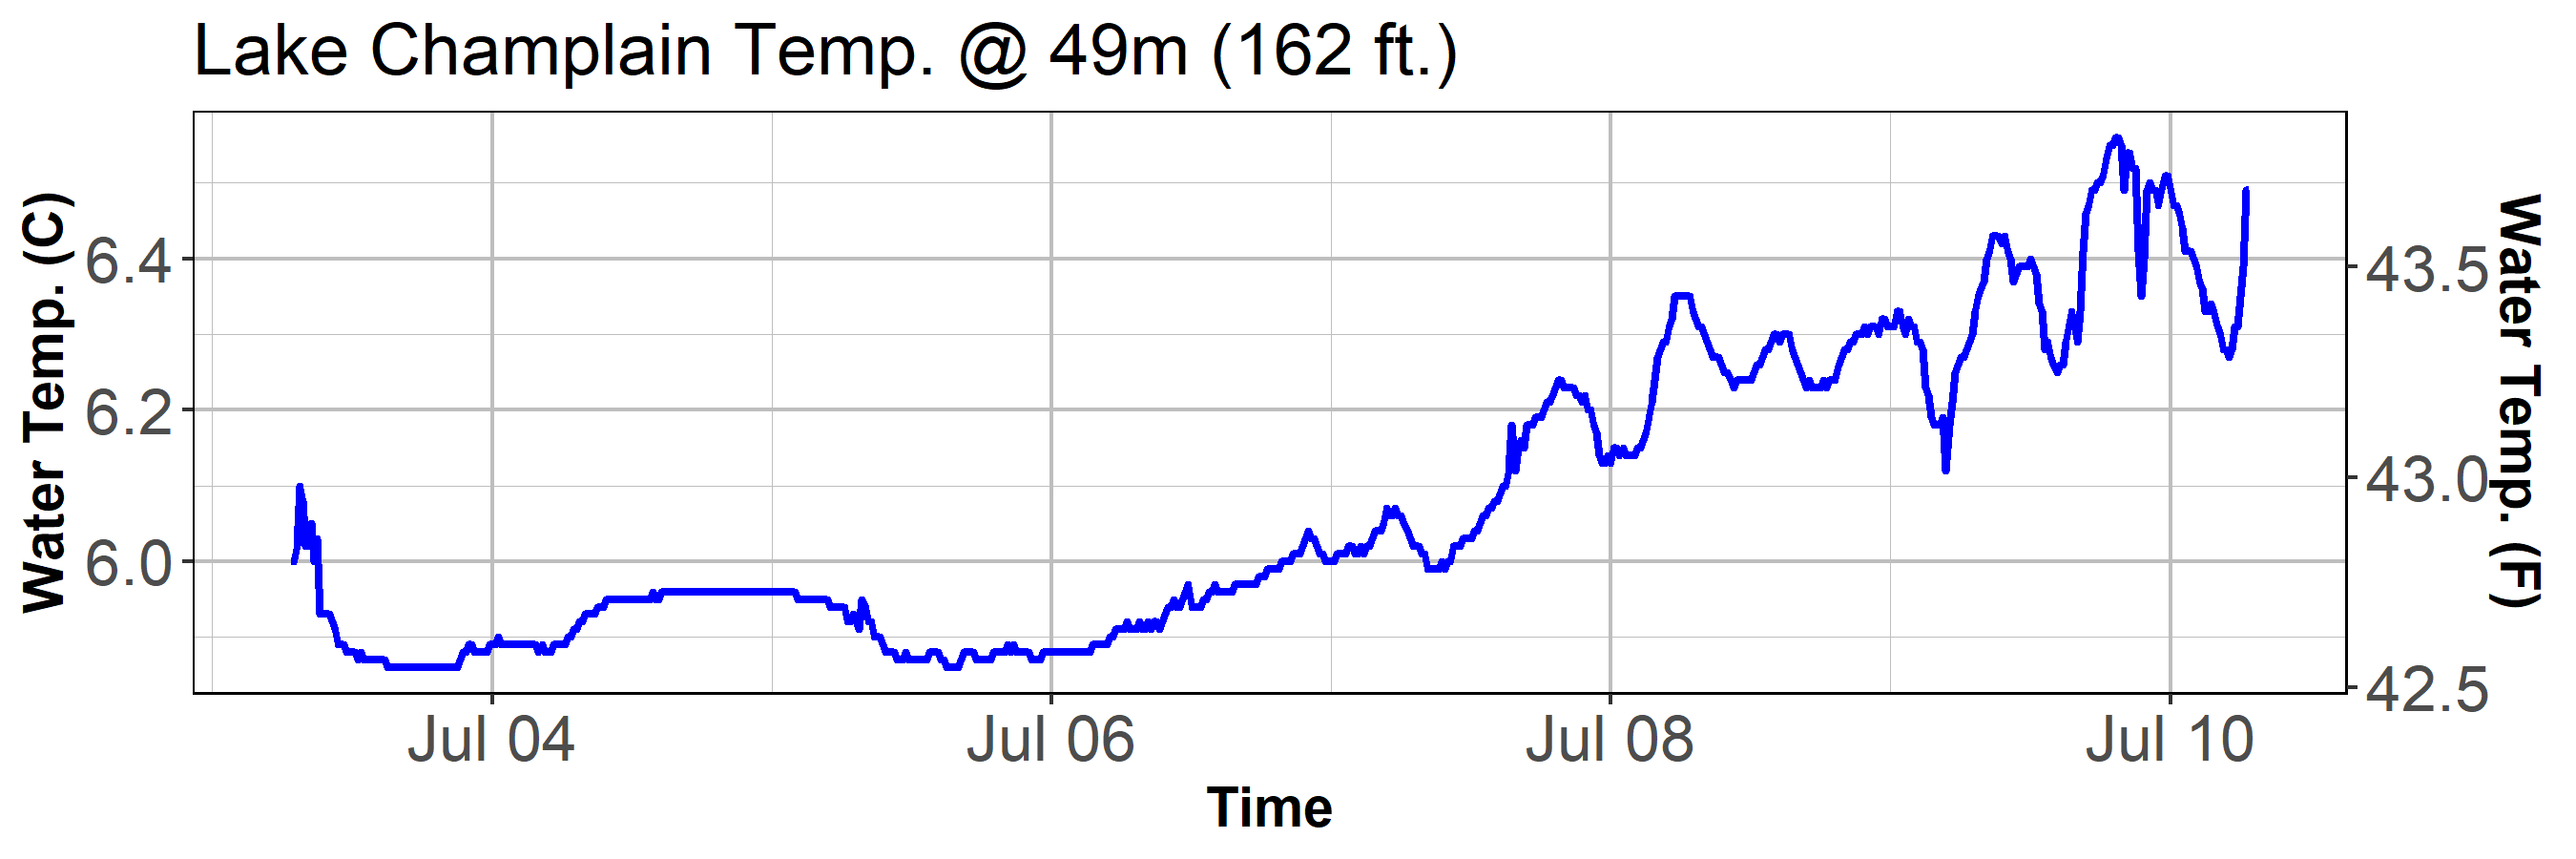 Lake Champlain Temp. @ 49m (162 ft.)
Water Temp. (C)
6.4
6.2
6.0
43.5
43.0
42.5
Water Temp. (F)
Jul 04 Jul 06 Jul 08 Jul 10
Time